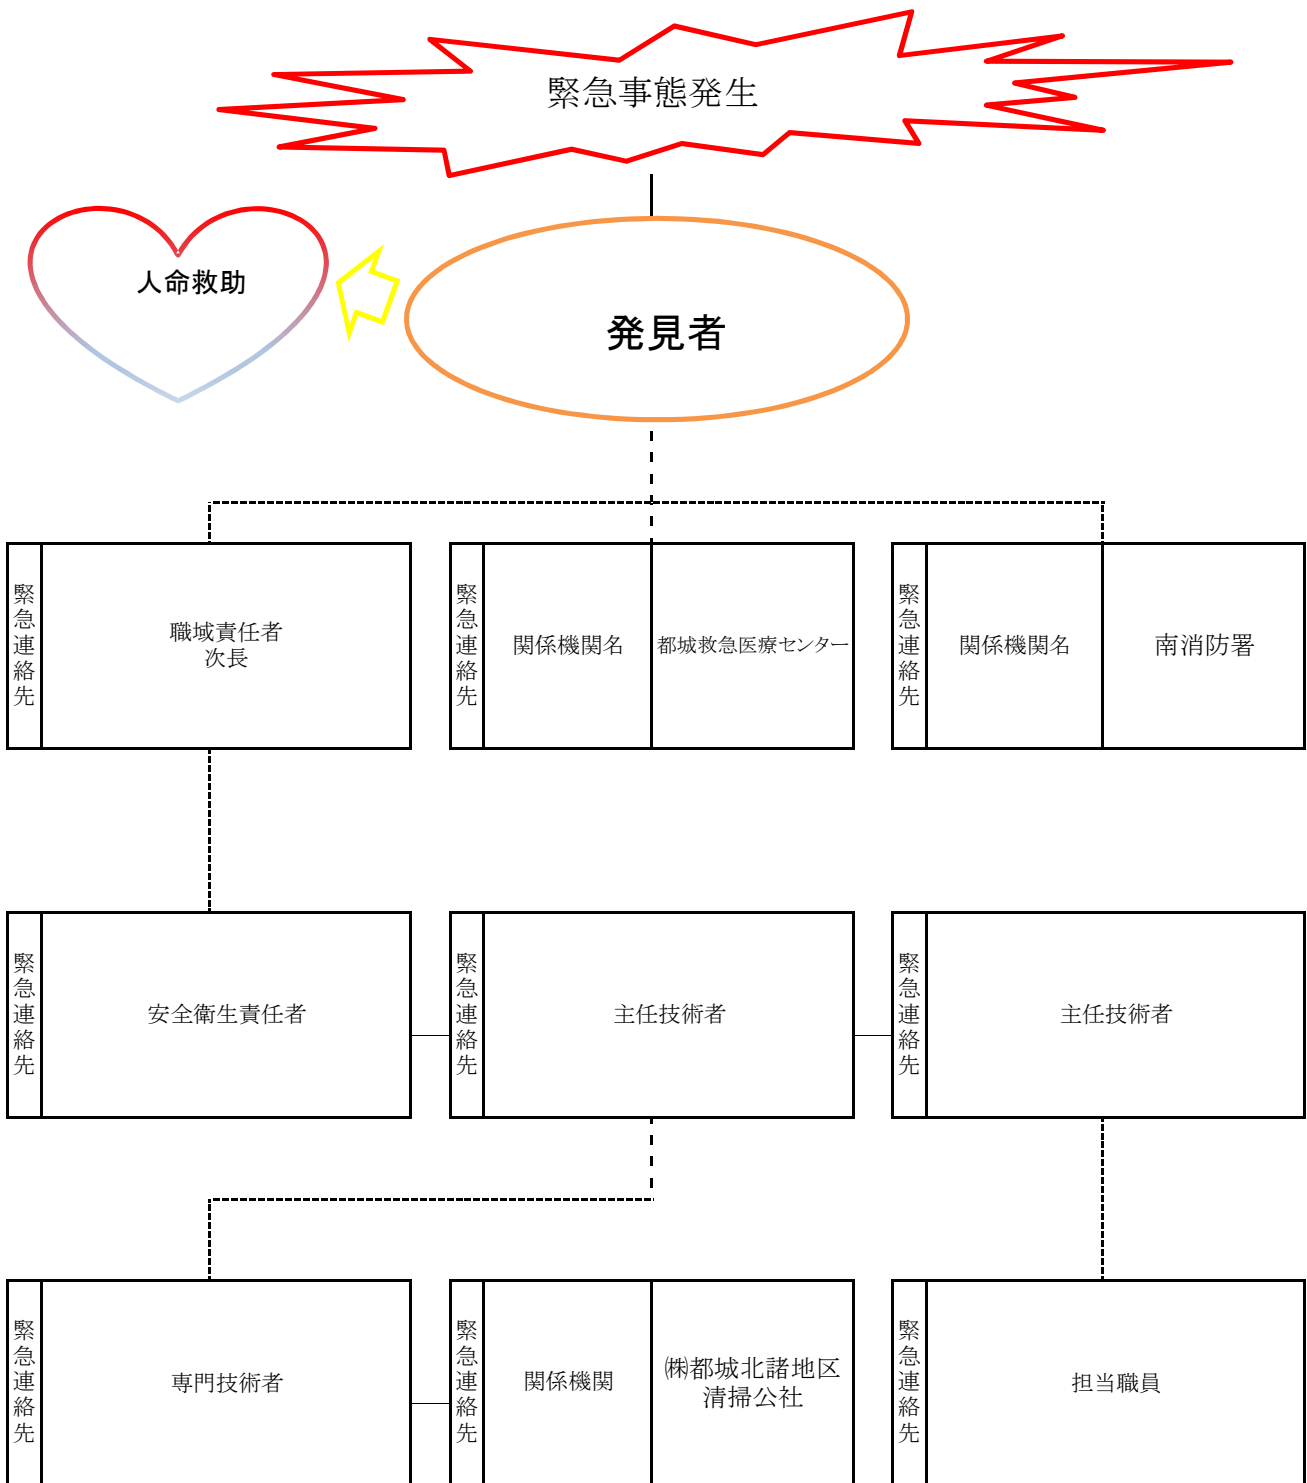 緊急事態発生
人命救助
発見者
緊急連絡先
職域責任者
次長
緊急連絡先
関係機関名
都城救急医療センター
緊急連絡先
関係機関名
南消防署
緊急連絡先
安全衛生責任者
緊急連絡先
主任技術者
緊急連絡先
主任技術者
緊急連絡先
専門技術者
緊急連絡先
関係機関
㈱都城北諸地区
清掃公社
緊急連絡先
担当職員